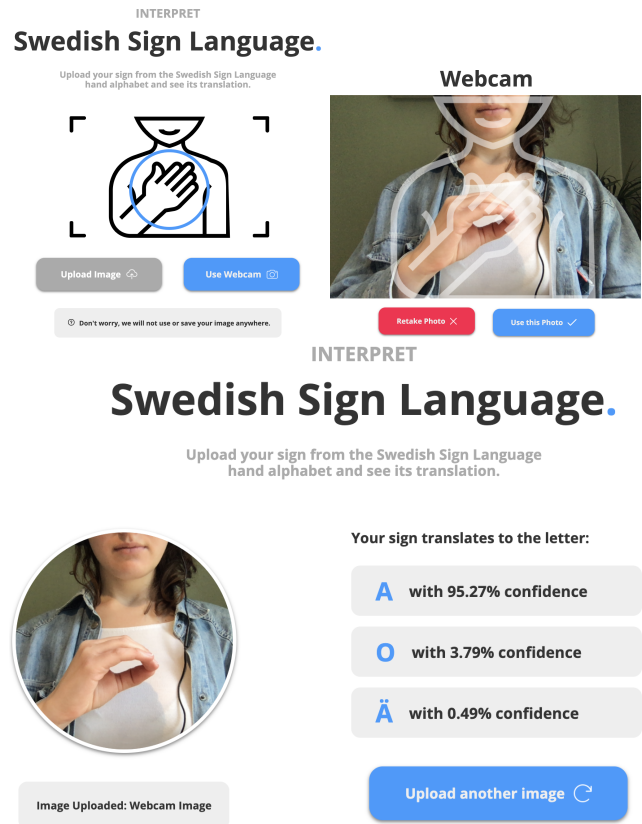 INTERPRET
Swedish Sign Language.
Upload your sign from the Swedish Sign Language
hand alphabet and see its translation.
Upload Image
Use Webcam
Don't worry, we will not use or save your image anywhere.
Webcam
Retake Photo
Use this Photo
INTERPRET
Swedish Sign Language.
Upload your sign from the Swedish Sign Language
hand alphabet and see its translation.
Image Uploaded: Webcam Image
Your sign translates to the letter:
A with 95.27% confidence
O with 3.79% confidence
Ä with 0.49% confidence
Upload another image